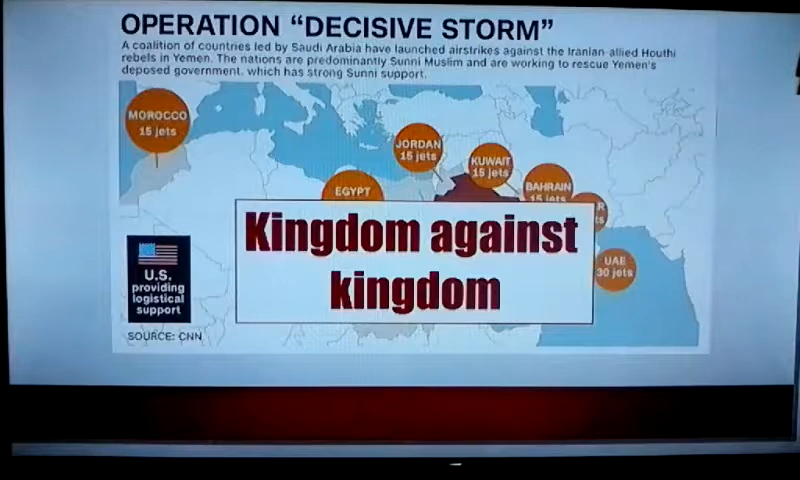 OPERATION “DECISIVE STORM”
A coalition of countries led by Saudi Arabia have launched airstrikes against the Iranian-allied Houthi
rebels in Yemen. The nations are predominantly Sunni Muslim and are working to rescue Yemen's
deposed government, which has strong Sunni support.
MOROCCO
15 jets
JORDAN
15 jets
KUWAIT
15 jets
BAHRAIN
15 jets
EGYPT
UAE
30 jets
Kingdom against
kingdom
U.S.
providing
logistical
support
SOURCE: CNN